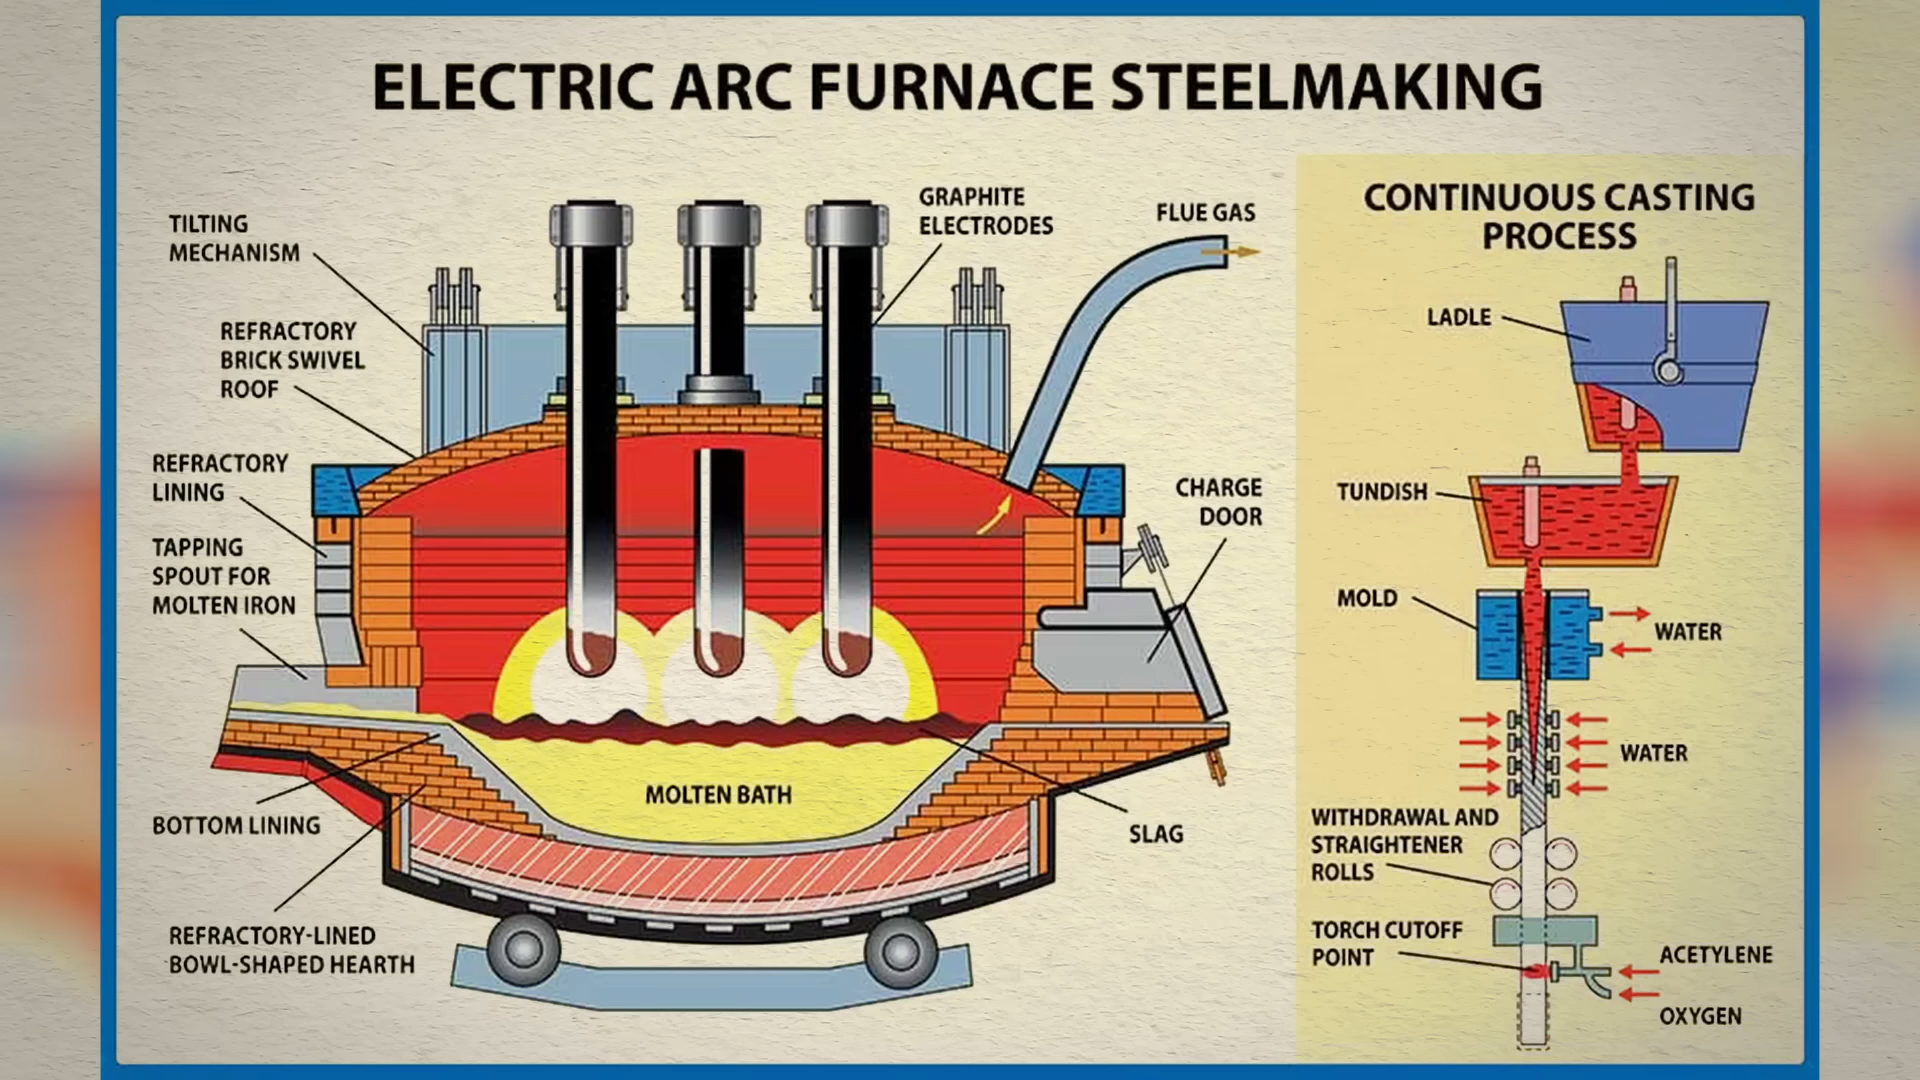 ELECTRIC ARC FURNACE STEELMAKING
TILTING
MECHANISM
REFRACTORY
BRICK SWIVEL
ROOF
REFRACTORY
LINING
TAPPING
SPOUT FOR
MOLTEN IRON
BOTTOM LINING
REFRACTORY-LINED
BOWL-SHAPED HEARTH
GRAPHITE
ELECTRODES
FLUE GAS
CHARGE
DOOR
MOLTEN BATH
SLAG
CONTINUOUS CASTING
PROCESS
LADLE
TUNDISH
MOLD
WATER
WATER
WITHDRAWAL AND
STRAIGHTENER
ROLLS
TORCH CUTOFF
POINT
ACETYLENE
OXYGEN